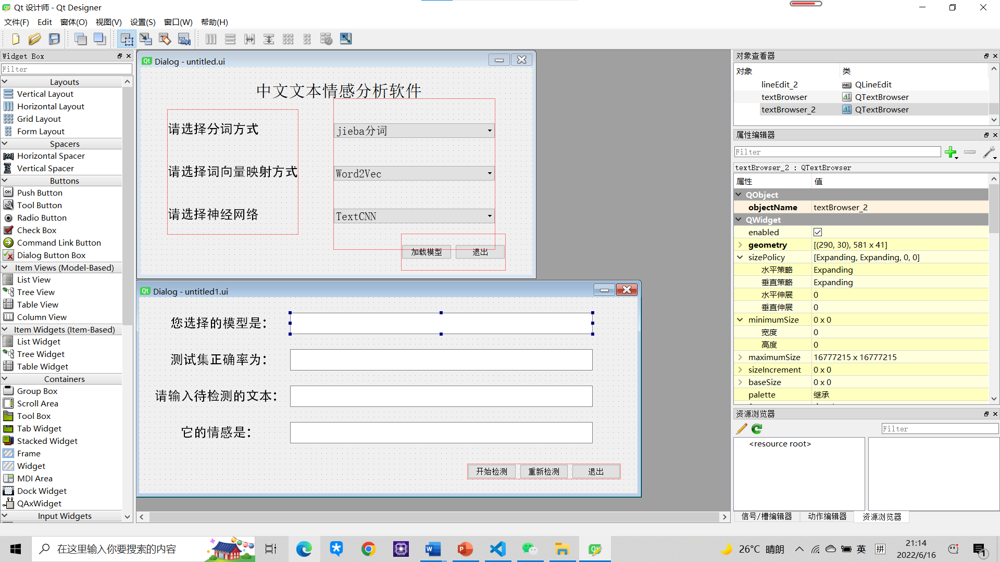 Qt 设计师 - Qt Designer
文件(F) Edit 窗体(O) 视图(V) 设置(S) 窗口(W) 帮助(H)
Widget Box
Filter
Layouts
Vertical Layout
Horizontal Layout
Grid Layout
Form Layout
Spacers
Horizontal Spacer
Vertical Spacer
Buttons
Push Button
Tool Button
Radio Button
Check Box
Command Link Button
Dialog Button Box
Item Views (Model-Based)
List View
Tree View
Table View
Column View
Item Widgets (Item-Based)
List Widget
Tree Widget
Table Widget
Containers
Group Box
Scroll Area
Tool Box
Tab Widget
Stacked Widget
Frame
Widget
MDI Area
Dock Widget
QAxWidget
Input Widgets
Dialog - untitled.ui
中文文本情感分析软件
请选择分词方式
jieba分词
请选择词向量映射方式
Word2Vec
请选择神经网络
TextCNN
加载模型 退出
Dialog - untitled1.ui
您选择的模型是:
测试集正确率为:
请输入待检测的文本:
它的情感是:
开始检测 重新检测 退出
对象查看器
对象 类
lineEdit_2 QLineEdit
textBrowser QTextBrowser
textBrowser_2 QTextBrowser
属性编辑器
Filter
textBrowser_2 : QTextBrowser
属性 值
QObject
objectName textBrowser_2
QWidget
enabled
geometry [(290, 30), 581 x 41]
sizePolicy [Expanding, Expanding, 0, 0]
水平策略 Expanding
垂直策略 Expanding
水平伸展 0
垂直伸展 0
minimumSize 0 x 0
宽度 0
高度 0
maximumSize 16777215 x 16777215
sizeIncrement 0 x 0
baseSize 0 x 0
palette 继承
资源浏览器
Filter
<resource root>
信号/槽编辑器 动作编辑器 资源浏览器
在这里输入你要搜索的内容
26°C 晴朗
英 拼
21:14
2022/6/16
1